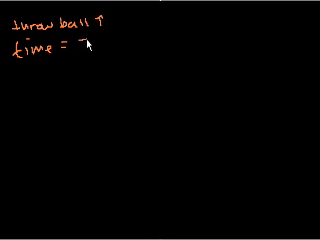 throw ball ↑
time =